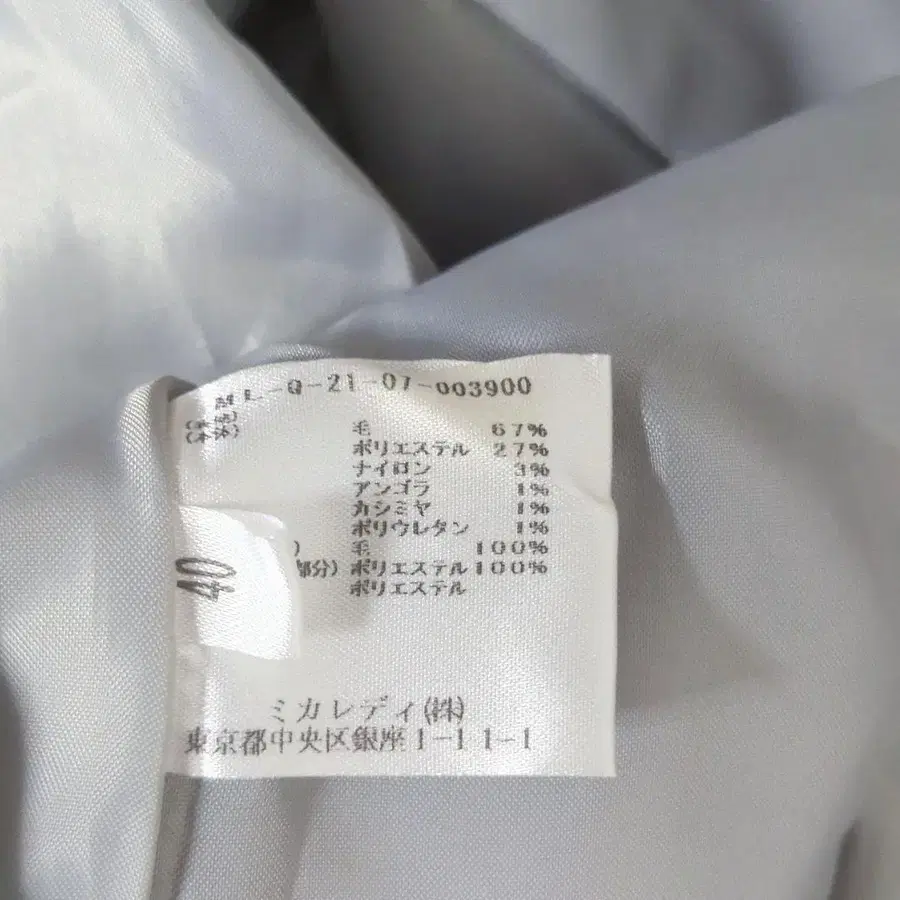 ML-Q-21-07-003900
毛 67%
ポリエステル 27%
ナイロン 3%
アンゴラ 1%
カシミヤ 1%
ポリウレタン 1%
) 毛 100%
部分) ポリエステル 100%
ポリエステル
40
ミカレディ(株)
東京都中央区銀座1-11-1